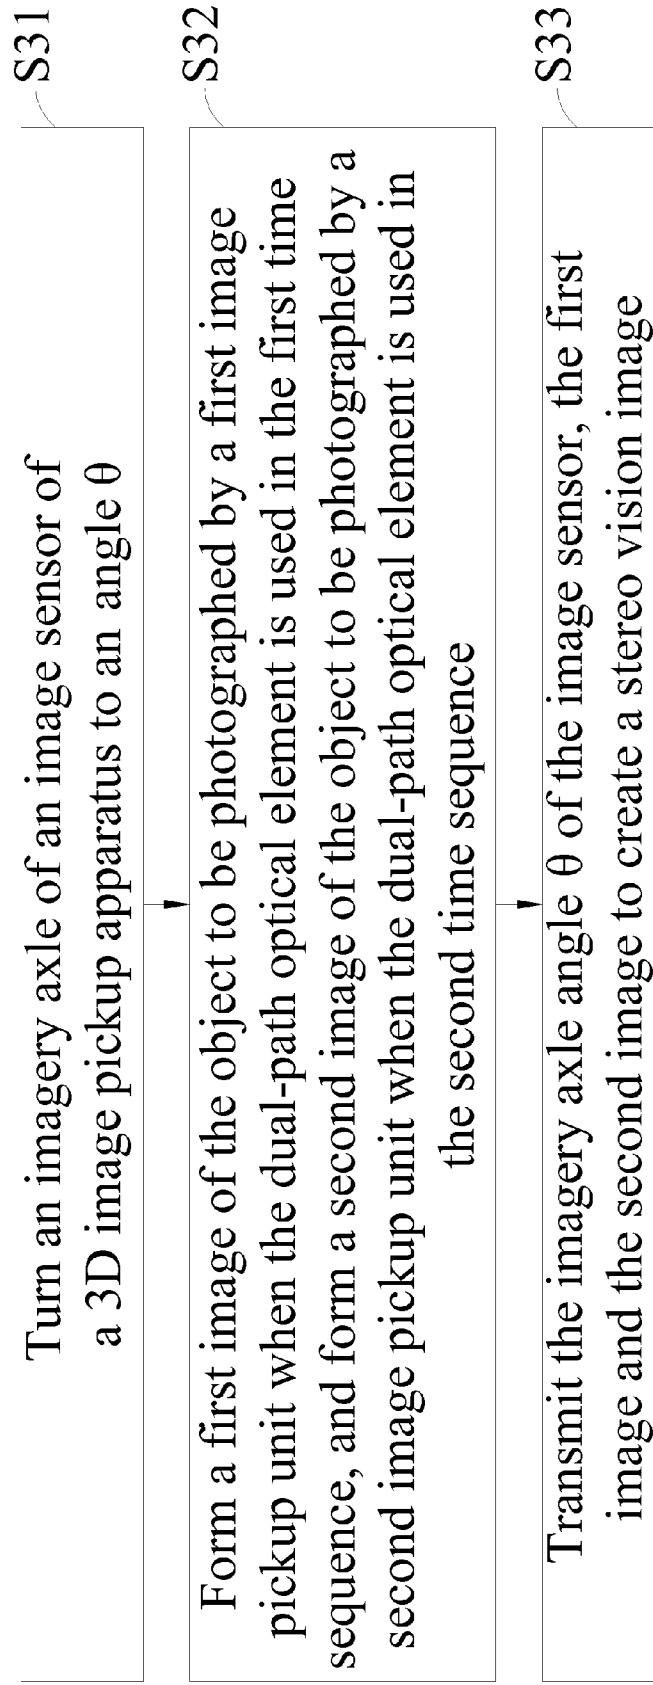 S31
Turn an imagery axle of an image sensor of
a 3D image pickup apparatus to an angle θ
S32
Form a first image of the object to be photographed by a first image
pickup unit when the dual-path optical element is used in the first time
sequence, and form a second image of the object to be photographed by a
second image pickup unit when the dual-path optical element is used in
the second time sequence
S33
Transmit the imagery axle angle θ of the image sensor, the first
image and the second image to create a stereo vision image